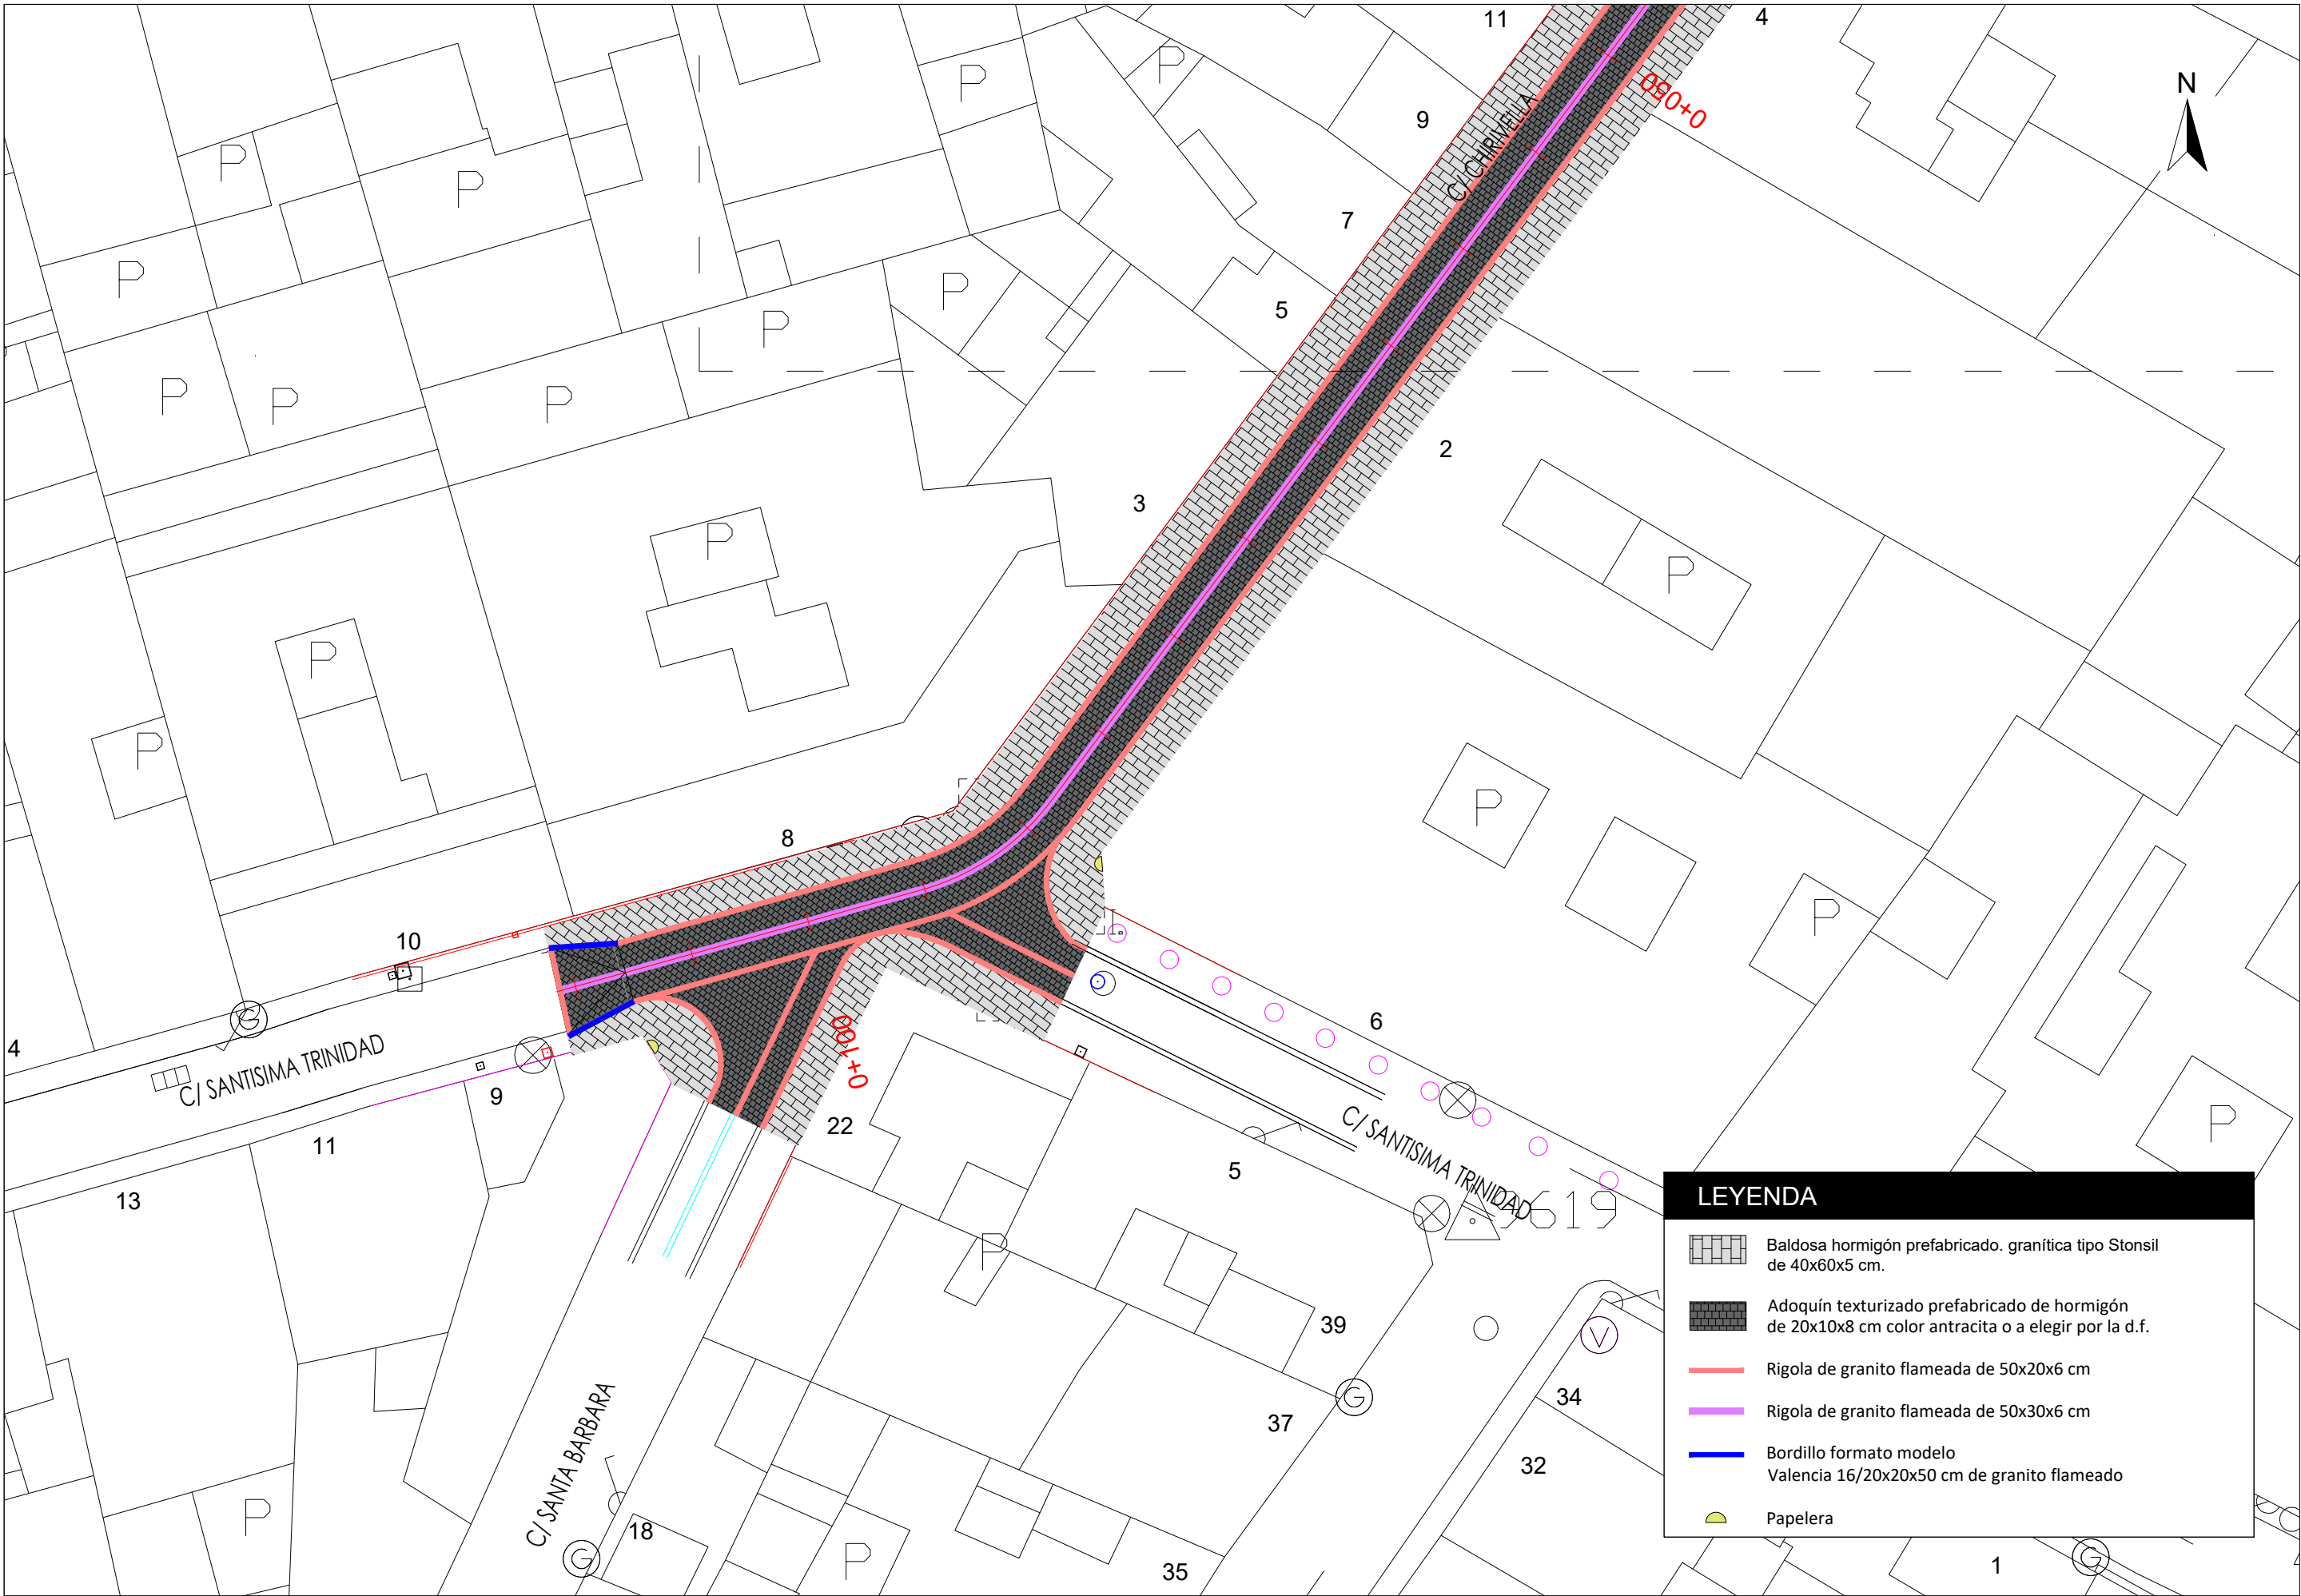 11
4
N
P
P
0+050
9
C/ CHIRIVELLA
P
P
7
P
P
5
P
P
P
P
2
3
P
P
P
P
P
8
P
10
6
4
C/ SANTISIMA TRINIDAD
G
0+100
9
22
11
C/ SANTISIMA TRINIDAD
P
5
13
619
P
39
V
G
34
37
C/ SANTA BARBARA
32
P
18
G
P
35
1
G
LEYENDA
Baldosa hormigón prefabricado. granítica tipo Stonsil
de 40x60x5 cm.
Adoquín texturizado prefabricado de hormigón
de 20x10x8 cm color antracita o a elegir por la d.f.
Rigola de granito flameada de 50x20x6 cm
Rigola de granito flameada de 50x30x6 cm
Bordillo formato modelo
Valencia 16/20x20x50 cm de granito flameado
Papelera